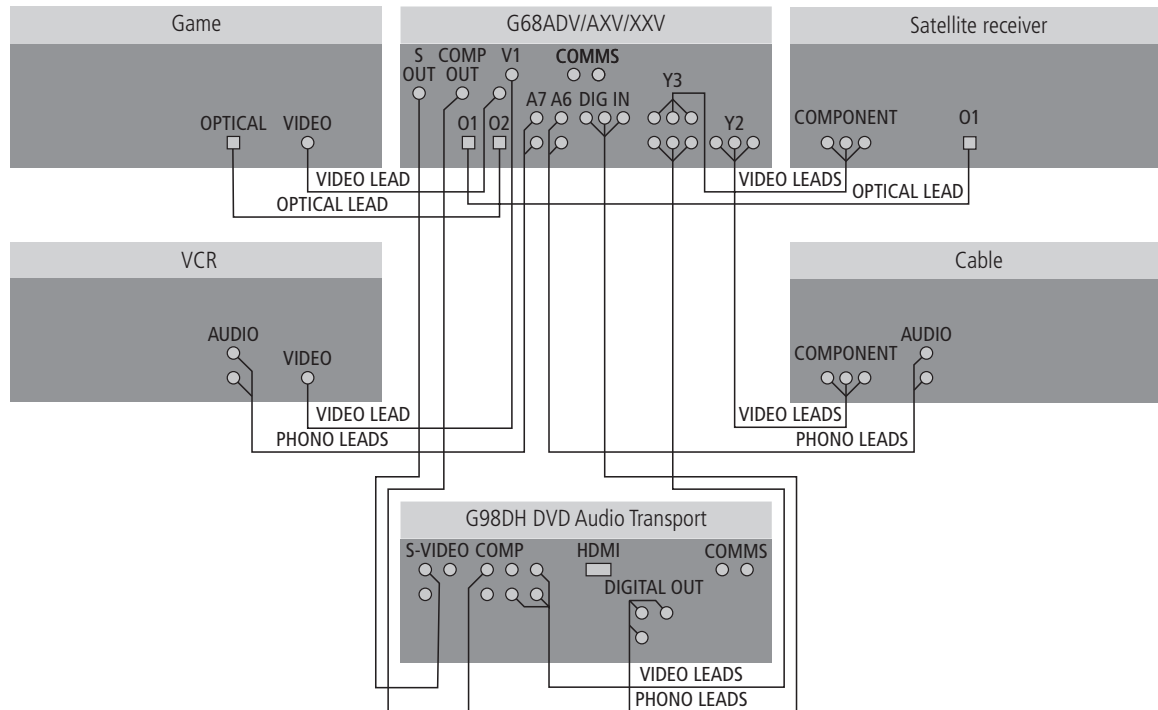 Game
OPTICAL VIDEO
G68ADV/AXV/XXV
S OUT
COMP OUT
V1
COMMS
Y3
A7 A6 DIG IN
O1 O2
Y2
Satellite receiver
COMPONENT
O1
VIDEO LEAD
OPTICAL LEAD
VIDEO LEADS
OPTICAL LEAD
VCR
AUDIO
VIDEO
VIDEO LEAD
PHONO LEADS
Cable
AUDIO
COMPONENT
VIDEO LEADS
PHONO LEADS
G98DH DVD Audio Transport
S-VIDEO COMP HDMI COMMS
DIGITAL OUT
VIDEO LEADS
PHONO LEADS